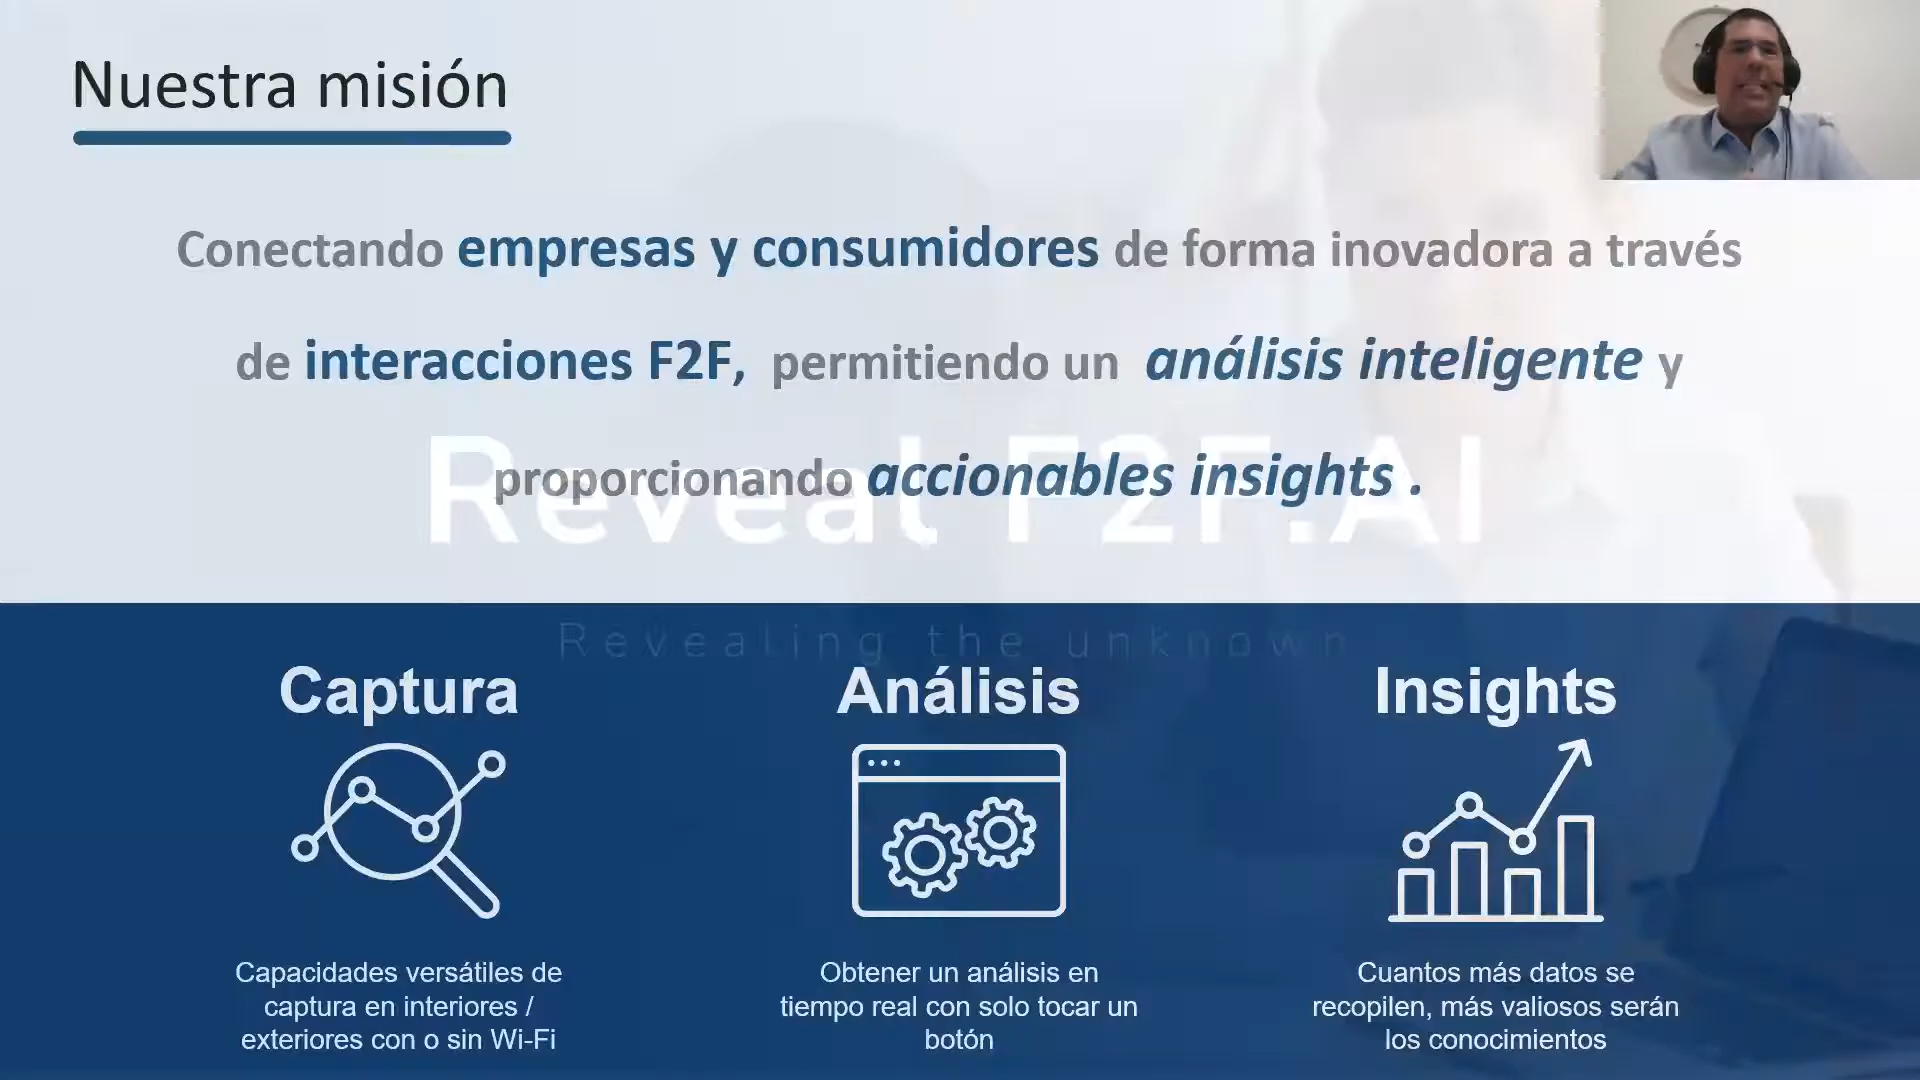 Nuestra misión
Conectando empresas y consumidores de forma inovadora a través
de interacciones F2F, permitiendo un análisis inteligente y
proporcionando accionables insights .
Reveal F2F.AI
Revealing the unknown
Captura
Análisis
Insights
Capacidades versátiles de
captura en interiores /
exteriores con o sin Wi-Fi
Obtener un análisis en
tiempo real con solo tocar un
botón
Cuantos más datos se
recopilen, más valiosos serán
los conocimientos